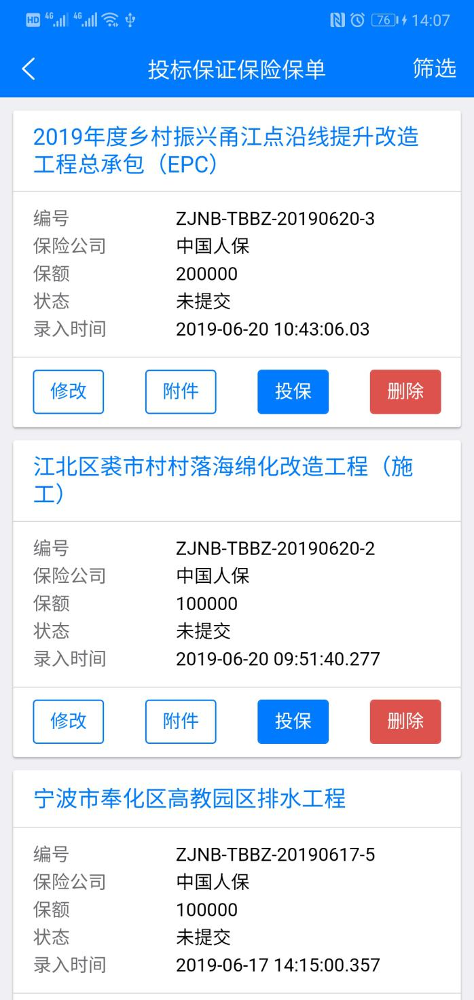 HD 4G 4G 76 14:07
投标保证保险保单 筛选
2019年度乡村振兴甬江点沿线提升改造
工程总承包（EPC）
编号 ZJNB-TBBZ-20190620-3
保险公司 中国人保
保额 200000
状态 未提交
录入时间 2019-06-20 10:43:06.03
修改 附件 投保 删除
江北区裘市村村落海绵化改造工程（施
工）
编号 ZJNB-TBBZ-20190620-2
保险公司 中国人保
保额 100000
状态 未提交
录入时间 2019-06-20 09:51:40.277
修改 附件 投保 删除
宁波市奉化区高教园区排水工程
编号 ZJNB-TBBZ-20190617-5
保险公司 中国人保
保额 100000
状态 未提交
录入时间 2019-06-17 14:15:00.357